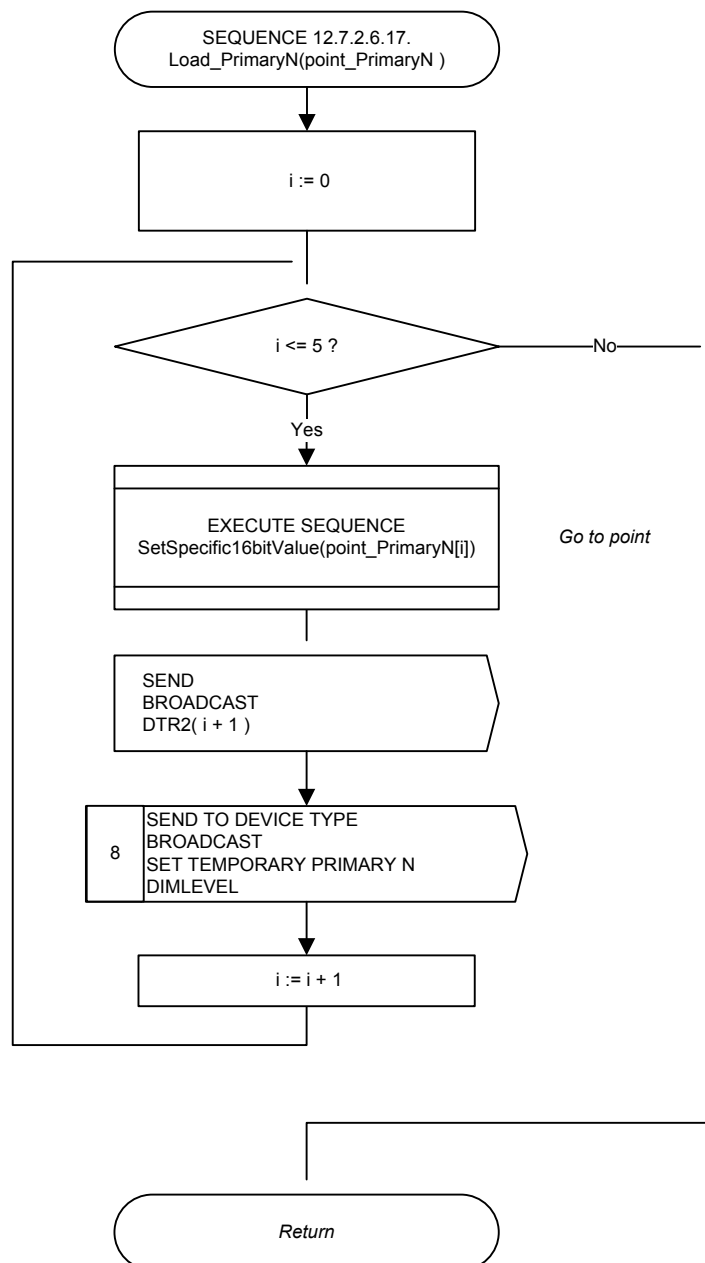 SEQUENCE 12.7.2.6.17.
Load_PrimaryN(point_PrimaryN )
i := 0
i <= 5 ?
No
Yes
EXECUTE SEQUENCE
SetSpecific16bitValue(point_PrimaryN[i])
Go to point
SEND
BROADCAST
DTR2( i + 1 )
8
SEND TO DEVICE TYPE
BROADCAST
SET TEMPORARY PRIMARY N
DIMLEVEL
i := i + 1
Return